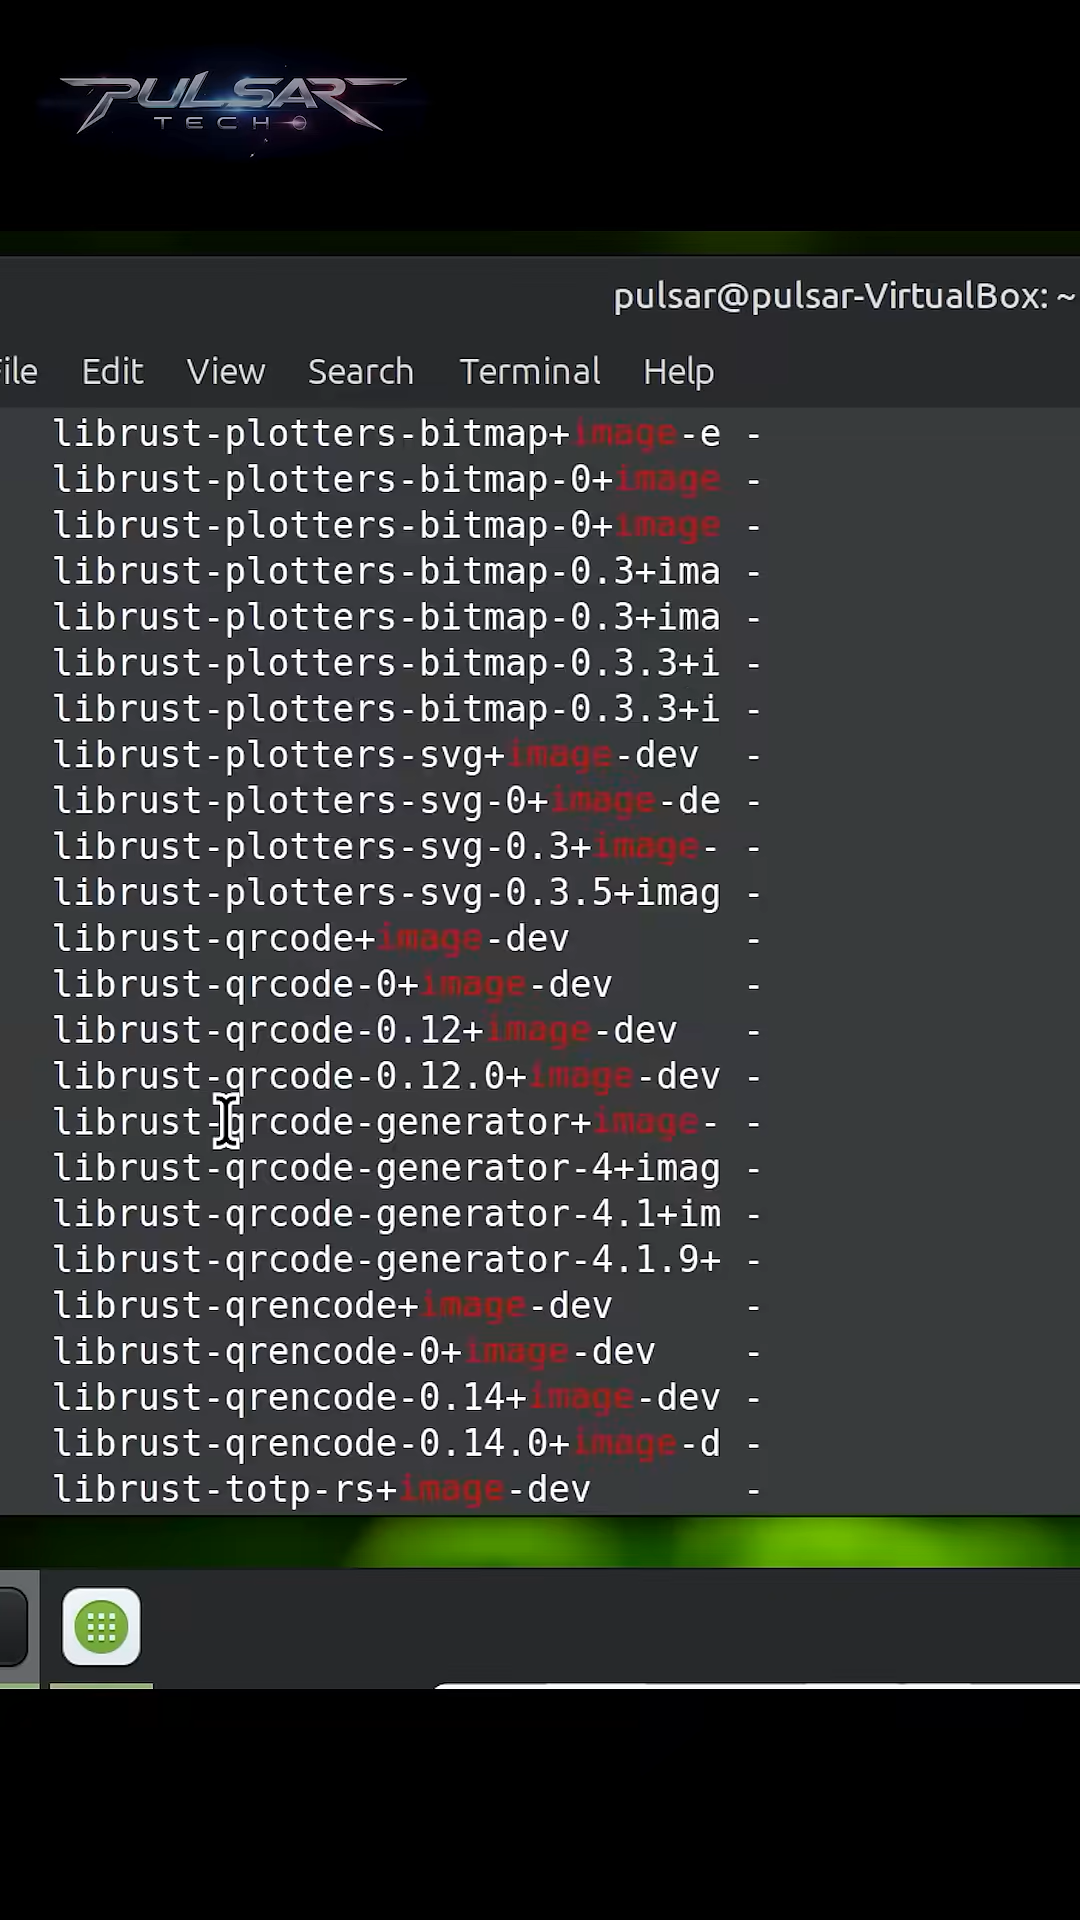 PULSAR
TECH
pulsar@pulsar-VirtualBox: ~
File Edit View Search Terminal Help
librust-plotters-bitmap+image-e -
librust-plotters-bitmap-0+image -
librust-plotters-bitmap-0+image -
librust-plotters-bitmap-0.3+ima -
librust-plotters-bitmap-0.3+ima -
librust-plotters-bitmap-0.3.3+i -
librust-plotters-bitmap-0.3.3+i -
librust-plotters-svg+image-dev -
librust-plotters-svg-0+image-de -
librust-plotters-svg-0.3+image- -
librust-plotters-svg-0.3.5+imag -
librust-qrcode+image-dev -
librust-qrcode-0+image-dev -
librust-qrcode-0.12+image-dev -
librust-qrcode-0.12.0+image-dev -
librust-qrcode-generator+image- -
librust-qrcode-generator-4+imag -
librust-qrcode-generator-4.1+im -
librust-qrcode-generator-4.1.9+ -
librust-qrencode+image-dev -
librust-qrencode-0+image-dev -
librust-qrencode-0.14+image-dev -
librust-qrencode-0.14.0+image-d -
librust-totp-rs+image-dev -